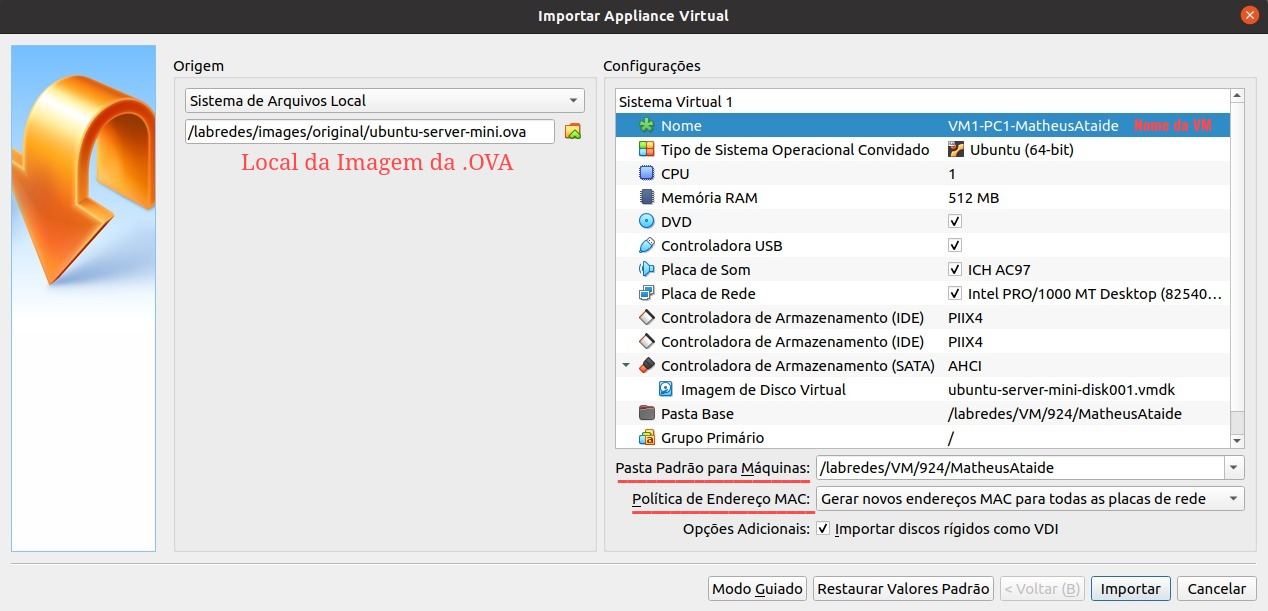 Importar Appliance Virtual
Origem
Sistema de Arquivos Local
/labredes/images/original/ubuntu-server-mini.ova
Local da Imagem da .OVA
Configurações
Sistema Virtual 1
Nome VM1-PC1-MatheusAtaide Nome da VM
Tipo de Sistema Operacional Convidado Ubuntu (64-bit)
CPU 1
Memória RAM 512 MB
DVD
Controladora USB
Placa de Som ICH AC97
Placa de Rede Intel PRO/1000 MT Desktop (82540...
Controladora de Armazenamento (IDE) PIIX4
Controladora de Armazenamento (IDE) PIIX4
Controladora de Armazenamento (SATA) AHCI
Imagem de Disco Virtual ubuntu-server-mini-disk001.vmdk
Pasta Base /labredes/VM/924/MatheusAtaide
Grupo Primário /
Pasta Padrão para Máquinas: /labredes/VM/924/MatheusAtaide
Política de Endereço MAC: Gerar novos endereços MAC para todas as placas de rede
Opções Adicionais: Importar discos rígidos como VDI
Modo Guiado Restaurar Valores Padrão < Voltar (B) Importar Cancelar